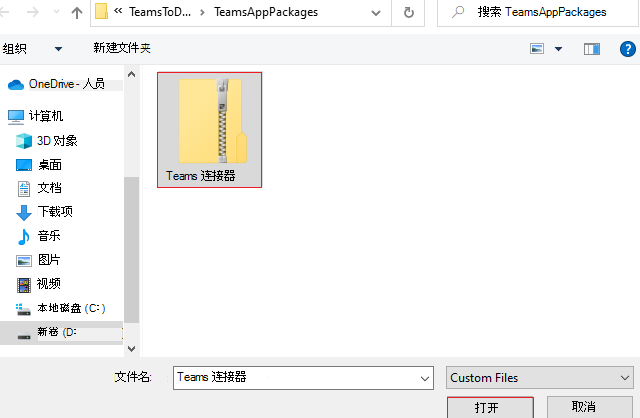 « TeamsToD... › TeamsAppPackages
搜索 TeamsAppPackages
组织
新建文件夹
OneDrive - 人员
计算机
3D 对象
桌面
文档
下载项
音乐
图片
视频
本地磁盘 (C:)
新卷 (D:
Teams 连接器
文件名:
Teams 连接器
Custom Files
打开
取消